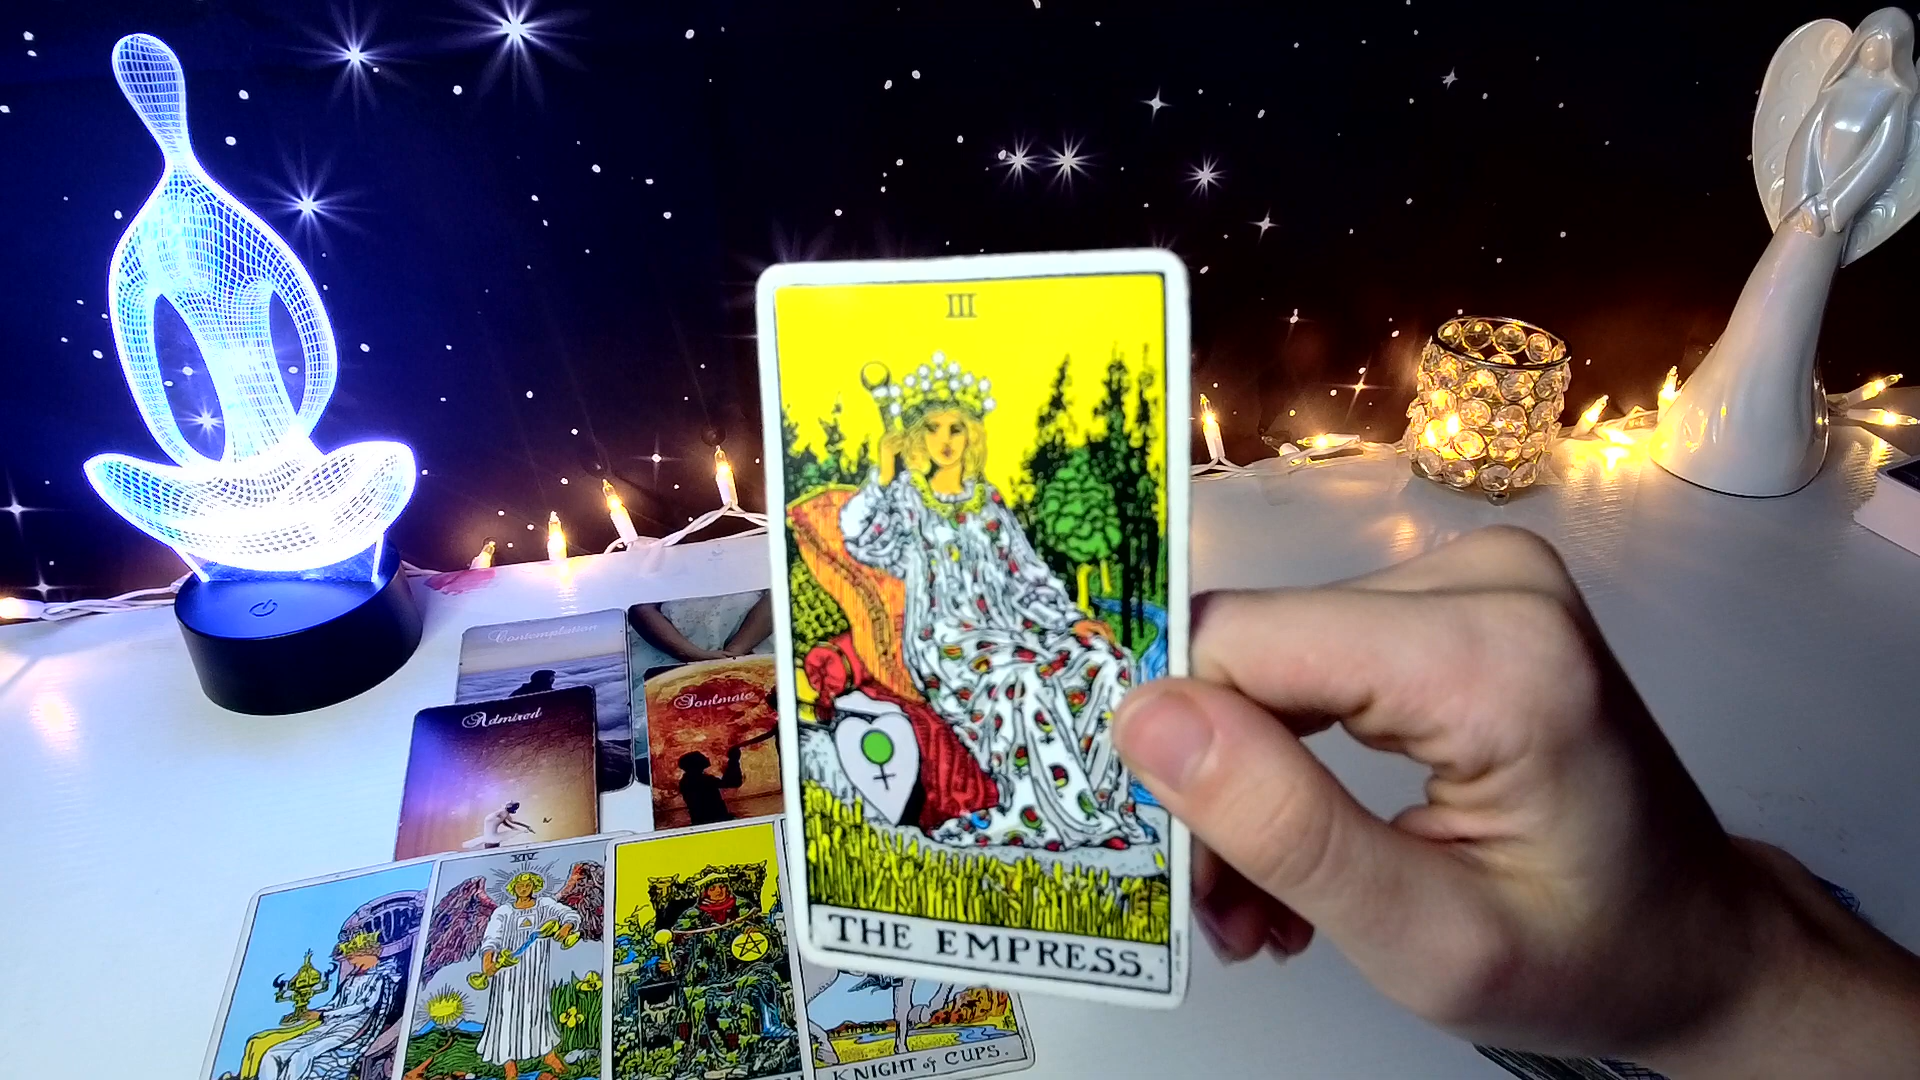 III
THE EMPRESS.
Contemplation
Soulmate
Admired
XIV
KNIGHT of CUPS.